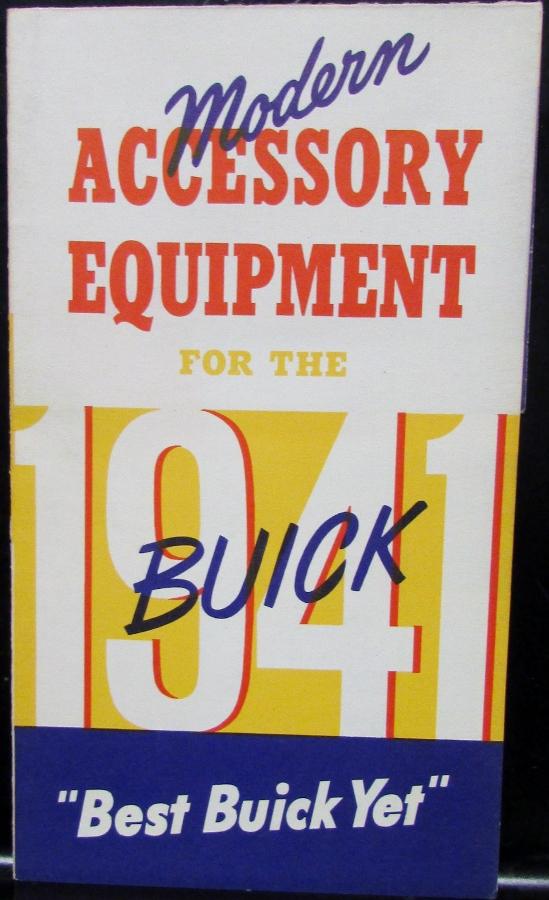 Modern
ACCESSORY
EQUIPMENT
FOR THE
1941
BUICK
"Best Buick Yet"